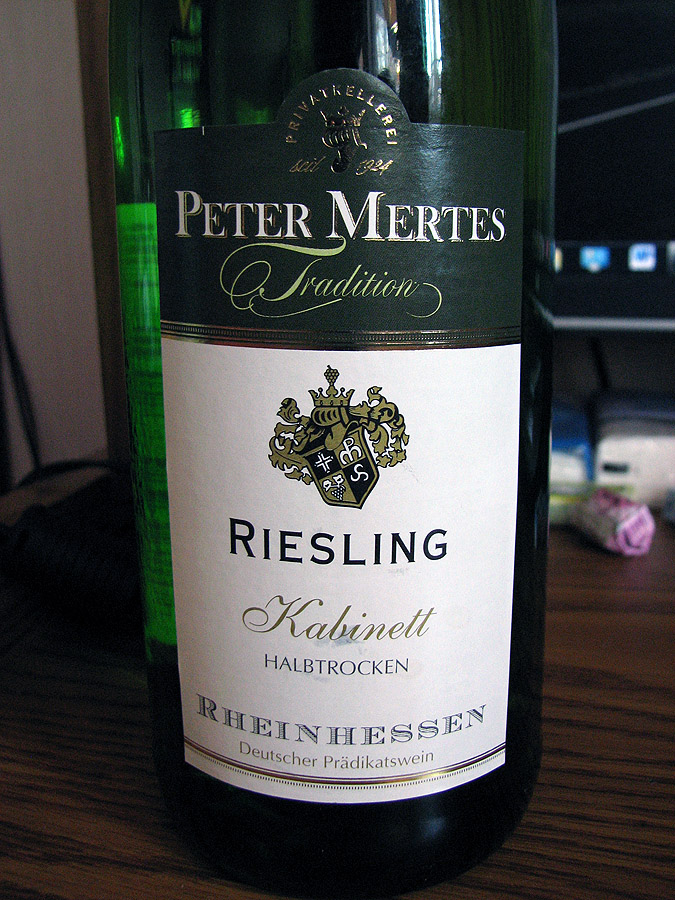 PRIVATKELLEREI
seit 1924
PETER MERTES
Tradition
RIESLING
Kabinett
HALBTROCKEN
RHEINHESSEN
Deutscher Prädikatswein